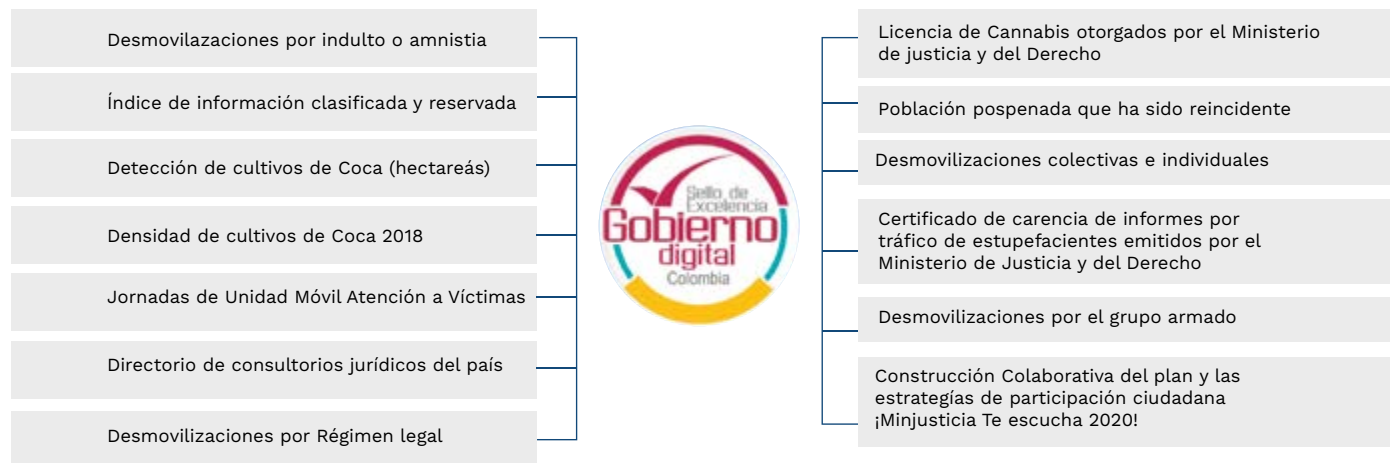 Desmovilazaciones por indulto o amnistia
Índice de información clasificada y reservada
Detección de cultivos de Coca (hectareás)
Densidad de cultivos de Coca 2018
Jornadas de Unidad Móvil Atención a Víctimas
Directorio de consultorios jurídicos del país
Desmovilizaciones por Régimen legal
Sello de
Excelencia
Gobierno
digital
Colombia
Licencia de Cannabis otorgados por el Ministerio
de justicia y del Derecho
Población pospenada que ha sido reincidente
Desmovilizaciones colectivas e individuales
Certificado de carencia de informes por
tráfico de estupefacientes emitidos por el
Ministerio de Justicia y del Derecho
Desmovilizaciones por el grupo armado
Construcción Colaborativa del plan y las
estrategías de participación ciudadana
¡Minjusticia Te escucha 2020!